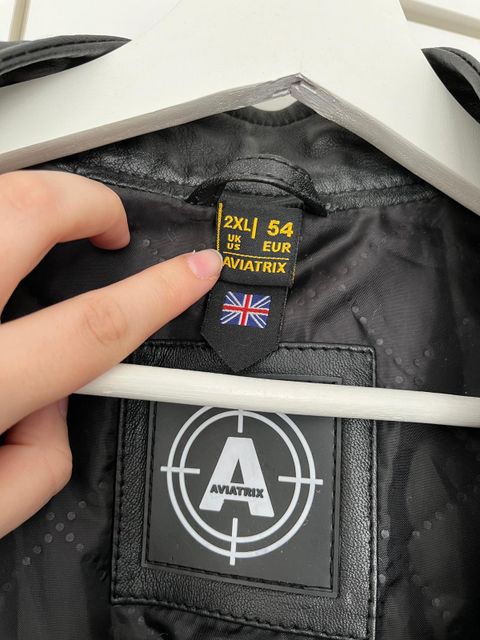 2XL 54
UK US EUR
AVIATRIX
A
AVIATRIX